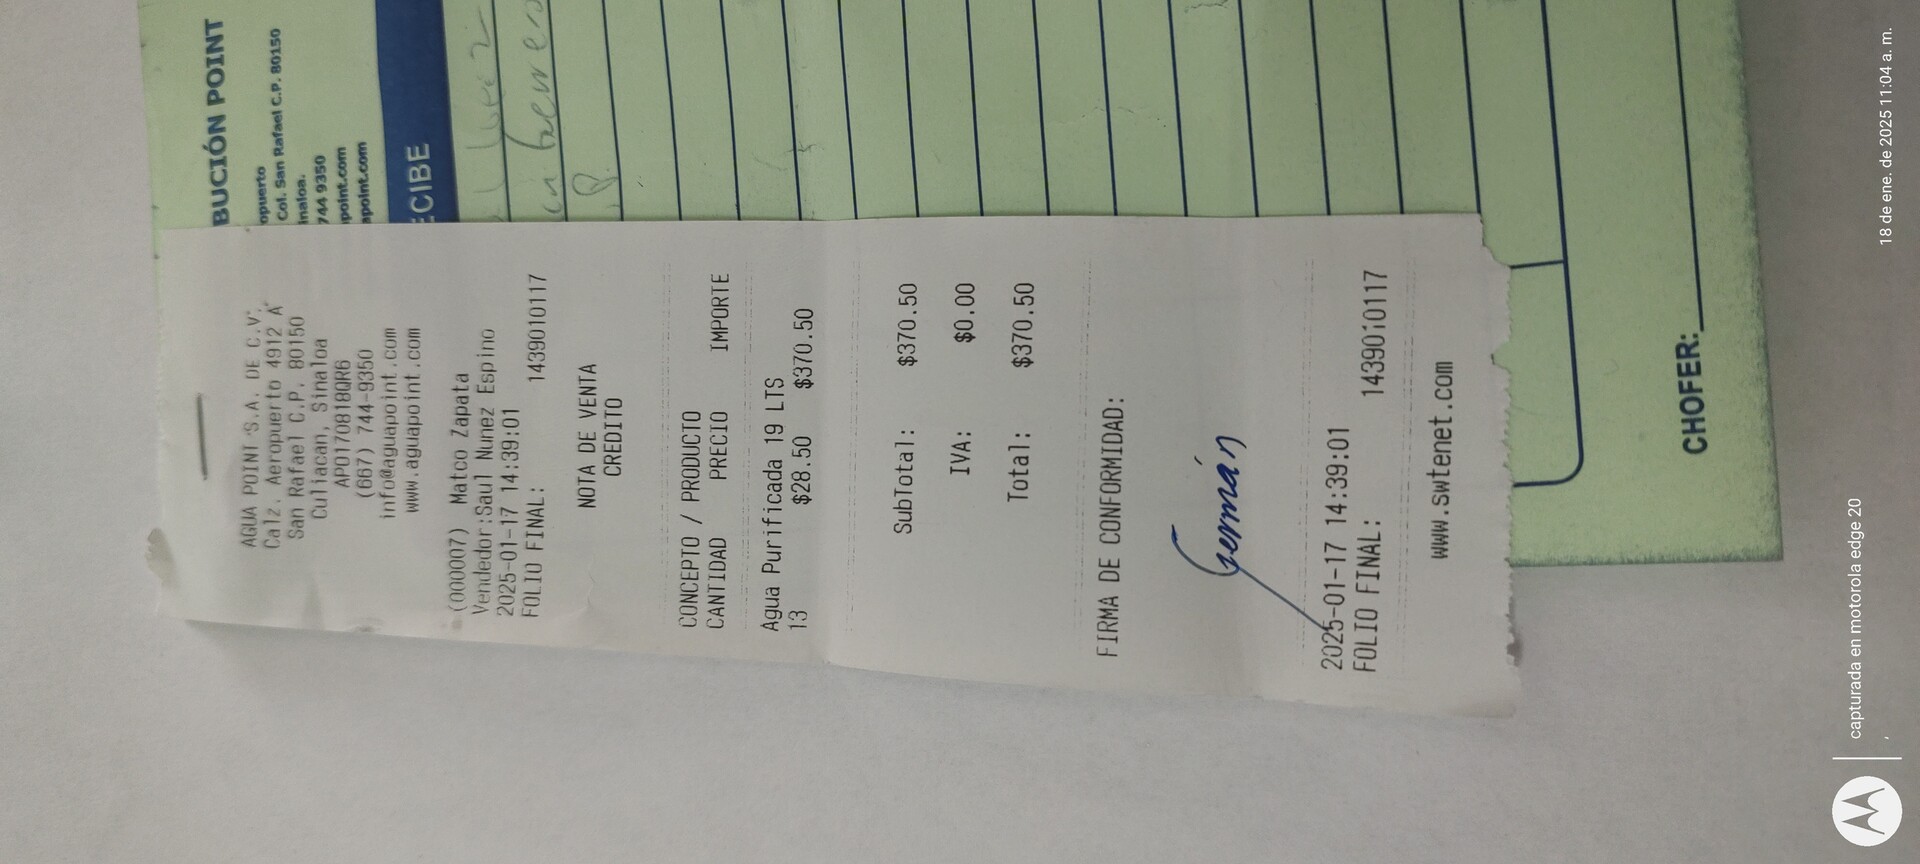 BUCIÓN POINT
opuerto
Col. San Rafael C.P. 80150
inaloa.
744 9350
point.com
apoint.com
ECIBE
AGUA POINT S.A. DE C.V.
Calz. Aeropuerto 4912 A
San Rafael C.P. 80150
Culiacan, Sinaloa
APO170818QR6
(667) 744-9350
info@aguapoint.com
www.aguapoint.com
(000007) Matco Zapata
Vendedor:Saul Nunez Espino
2025-01-17 14:39:01
FOLIO FINAL: 1439010117
NOTA DE VENTA
CREDITO
CONCEPTO / PRODUCTO
CANTIDAD PRECIO IMPORTE
Agua Purificada 19 LTS
13 $28.50 $370.50
SubTotal: $370.50
IVA: $0.00
Total: $370.50
FIRMA DE CONFORMIDAD:
Germán
2025-01-17 14:39:01
FOLIO FINAL: 1439010117
www.swtenet.com
CHOFER:
capturada en motorola edge 20
18 de ene. de 2025 11:04 a. m.